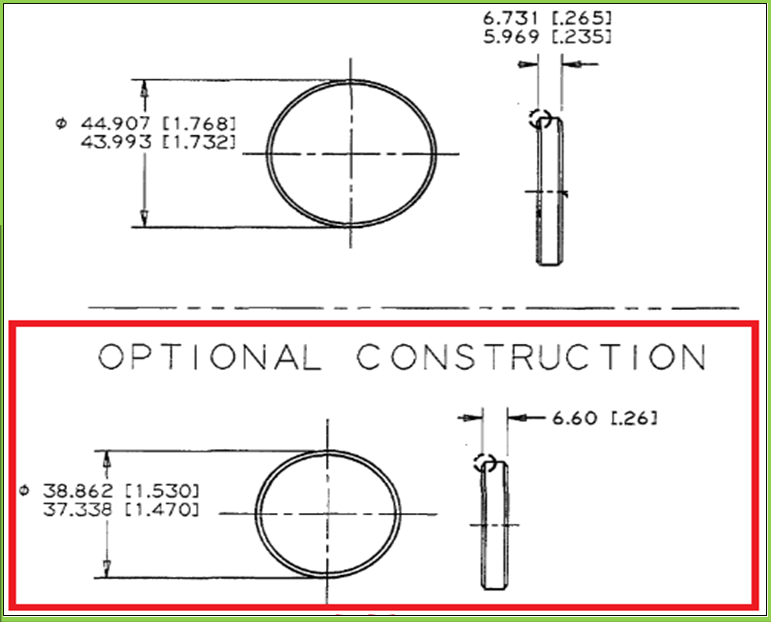 6.731 [.265]
5.969 [.235]
ϕ 44.907 [1.768]
43.993 [1.732]
OPTIONAL CONSTRUCTION
6.60 [.26]
ϕ 38.862 [1.530]
37.338 [1.470]